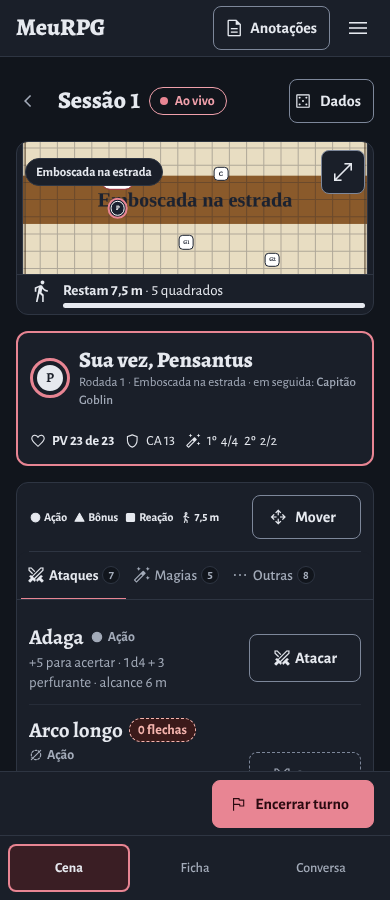 MeuRPG
Anotações
Sessão 1
Ao vivo
Dados
Emboscada na estrada
C
Emboscada na estrada
P
G1
G2
Restam 7,5 m · 5 quadrados
P
Sua vez, Pensantus
Rodada 1 · Emboscada na estrada · em seguida: Capitão
Goblin
PV 23 de 23
CA 13
1º 4/4 2º 2/2
Ação
Bônus
Reação
7,5 m
Mover
Ataques 7
Magias 5
Outras 8
Adaga
Ação
+5 para acertar · 1d4 + 3
perfurante · alcance 6 m
Atacar
Arco longo
0 flechas
Ação
Encerrar turno
Cena
Ficha
Conversa